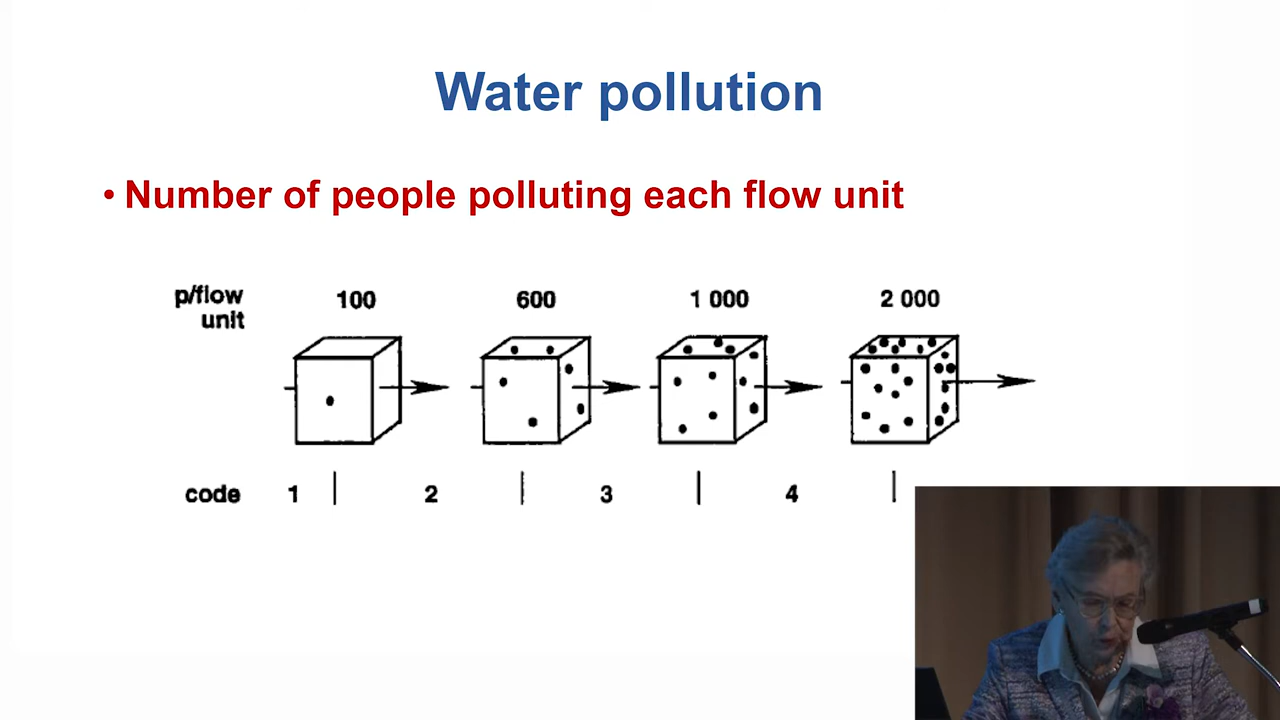 Water pollution
• Number of people polluting each flow unit
p/flow unit 100 600 1 000 2 000
code 1 | 2 | 3 | 4 |